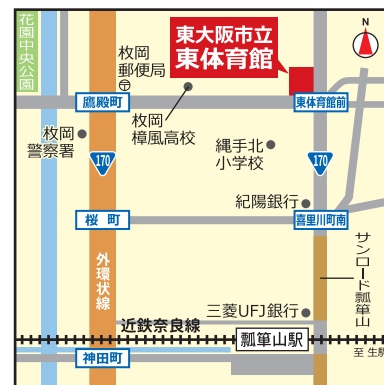 花園中央公園
枚岡
郵便局
東大阪市立
東体育館
N
鷹殿町
枚岡
樟風高校
東体育館前
枚岡
警察署
縄手北
小学校
170
170
紀陽銀行
桜町
喜里川町南
外環状線
サンロード瓢箪山
三菱UFJ銀行
近鉄奈良線
瓢箪山駅
神田町
至 生駒